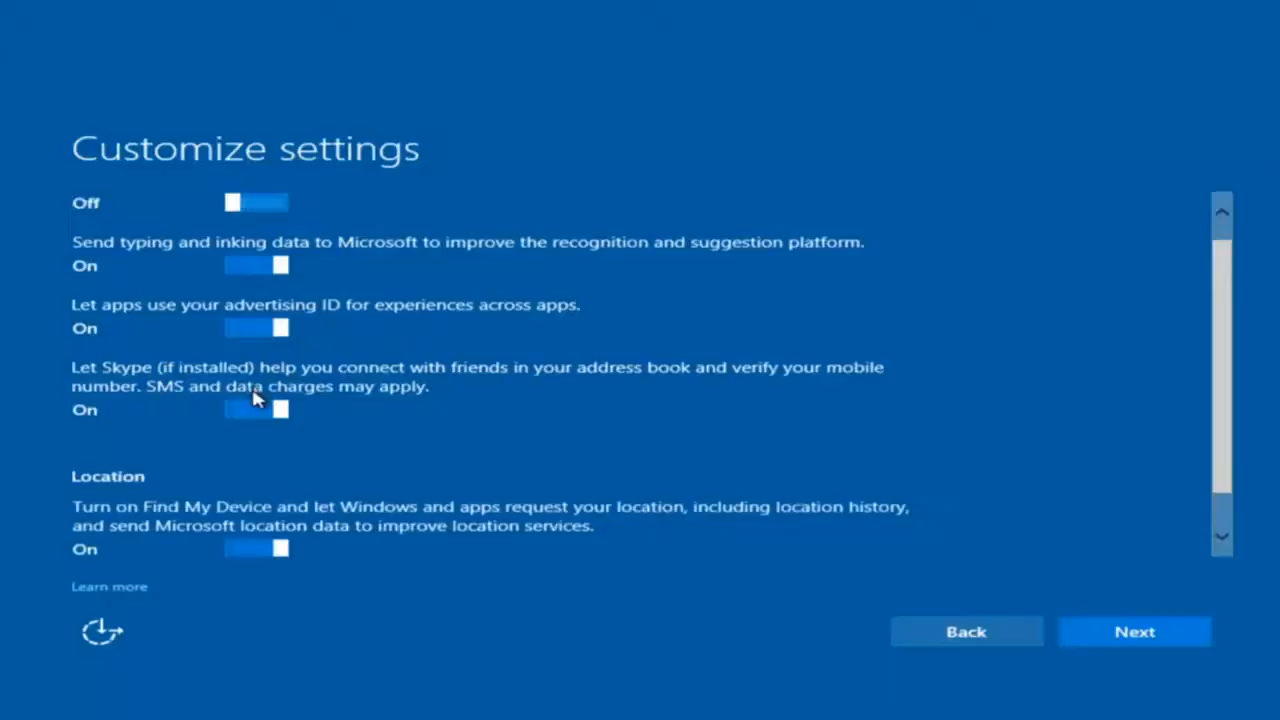 Customize settings
Off
Send typing and inking data to Microsoft to improve the recognition and suggestion platform.
On
Let apps use your advertising ID for experiences across apps.
On
Let Skype (if installed) help you connect with friends in your address book and verify your mobile
number. SMS and data charges may apply.
On
Location
Turn on Find My Device and let Windows and apps request your location, including location history,
and send Microsoft location data to improve location services.
On
Learn more
Back
Next